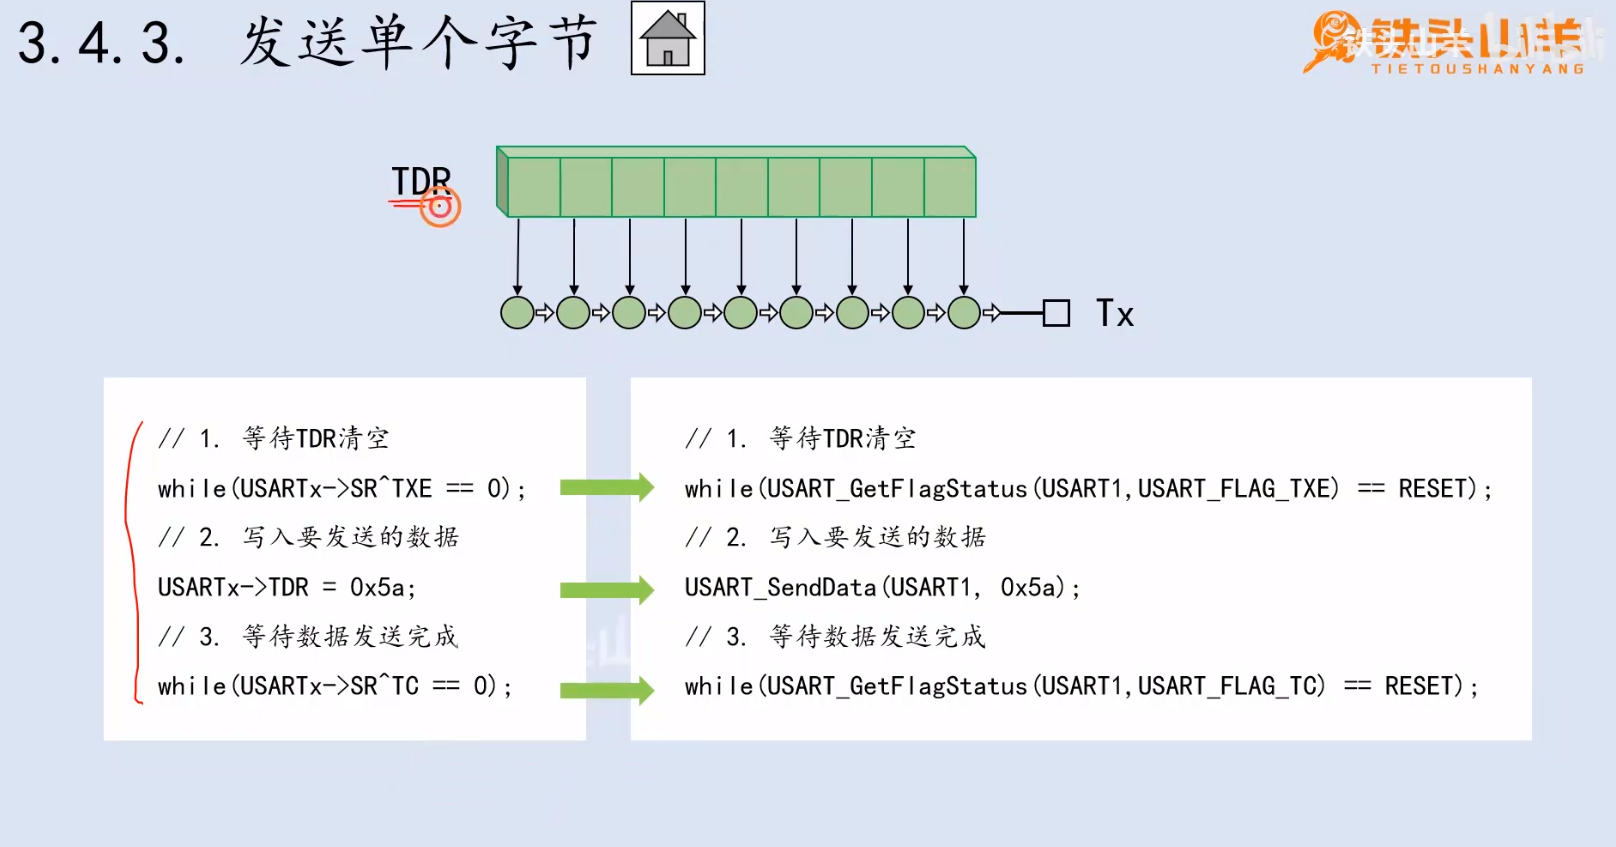 3.4.3. 发送单个字节
铁头山羊
TIETOUSHANYANG
铁头山羊
TDR
Tx
// 1. 等待TDR清空
while(USARTx->SR^TXE == 0);
// 2. 写入要发送的数据
USARTx->TDR = 0x5a;
// 3. 等待数据发送完成
while(USARTx->SR^TC == 0);
// 1. 等待TDR清空
while(USART_GetFlagStatus(USART1,USART_FLAG_TXE) == RESET);
// 2. 写入要发送的数据
USART_SendData(USART1, 0x5a);
// 3. 等待数据发送完成
while(USART_GetFlagStatus(USART1,USART_FLAG_TC) == RESET);